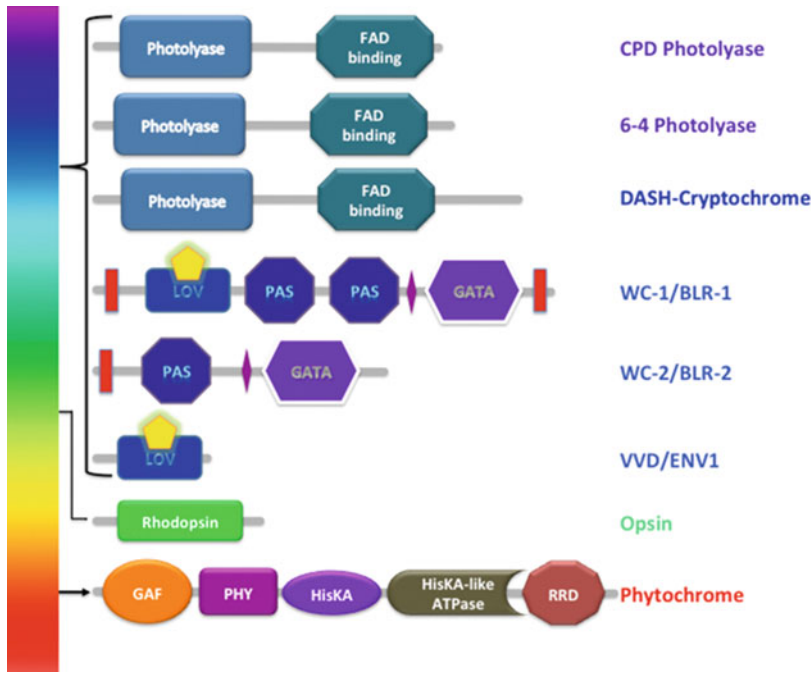 Photolyase FAD binding CPD Photolyase
Photolyase FAD binding 6-4 Photolyase
Photolyase FAD binding DASH-Cryptochrome
LOV PAS PAS GATA WC-1/BLR-1
PAS GATA WC-2/BLR-2
LOV VVD/ENV1
Rhodopsin Opsin
GAF PHY HisKA HisKA-like ATPase RRD Phytochrome